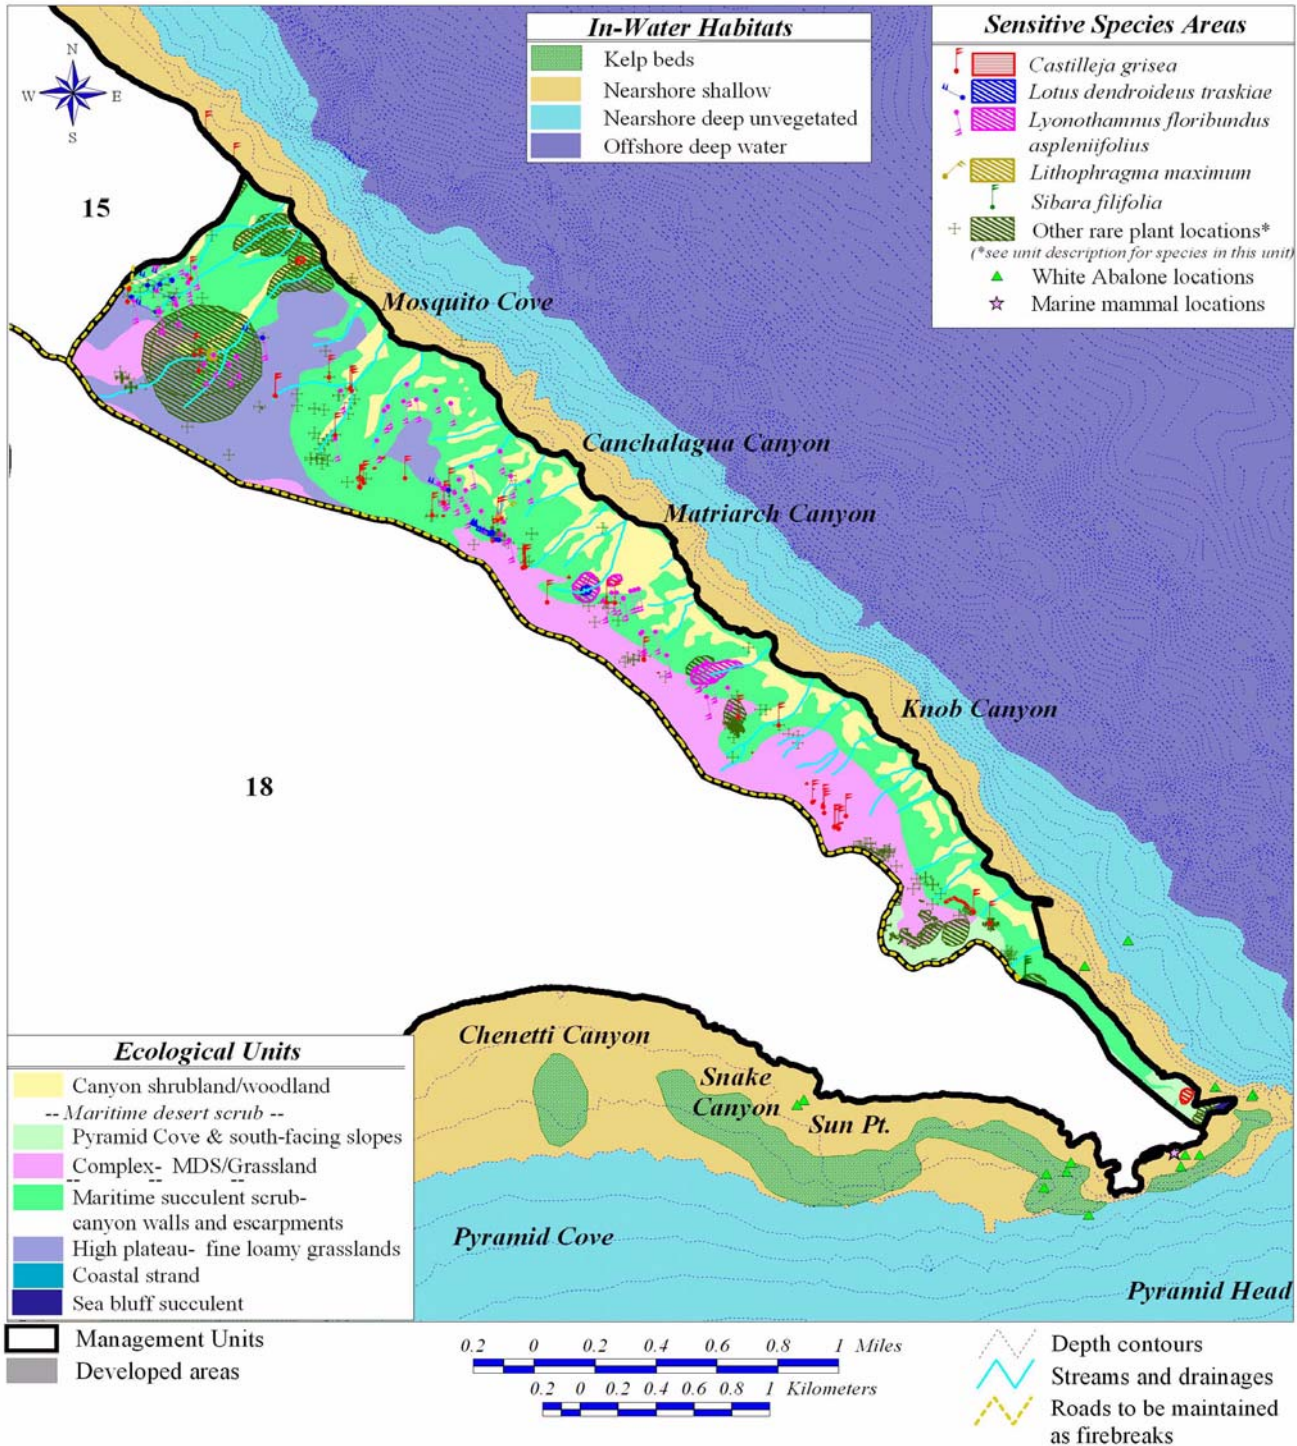 In-Water Habitats
Kelp beds
Nearshore shallow
Nearshore deep unvegetated
Offshore deep water
Sensitive Species Areas
Castilleja grisea
Lotus dendroideus traskiae
Lyonothamnus floribundus
aspleniifolius
Lithophragma maximum
Sibara filifolia
Other rare plant locations*
(*see unit description for species in this unit)
White Abalone locations
Marine mammal locations
N
W E
S
15
Mosquito Cove
Canchalagua Canyon
Matriarch Canyon
Knob Canyon
18
Chenetti Canyon
Snake
Canyon
Sun Pt.
Pyramid Cove
Pyramid Head
Ecological Units
Canyon shrubland/woodland
-- Maritime desert scrub --
Pyramid Cove & south-facing slopes
Complex- MDS/Grassland
-- -- --
Maritime succulent scrub-
canyon walls and escarpments
High plateau- fine loamy grasslands
Coastal strand
Sea bluff succulent
Management Units
Developed areas
0.2 0 0.2 0.4 0.6 0.8 1 Miles
0.2 0 0.2 0.4 0.6 0.8 1 Kilometers
Depth contours
Streams and drainages
Roads to be maintained
as firebreaks